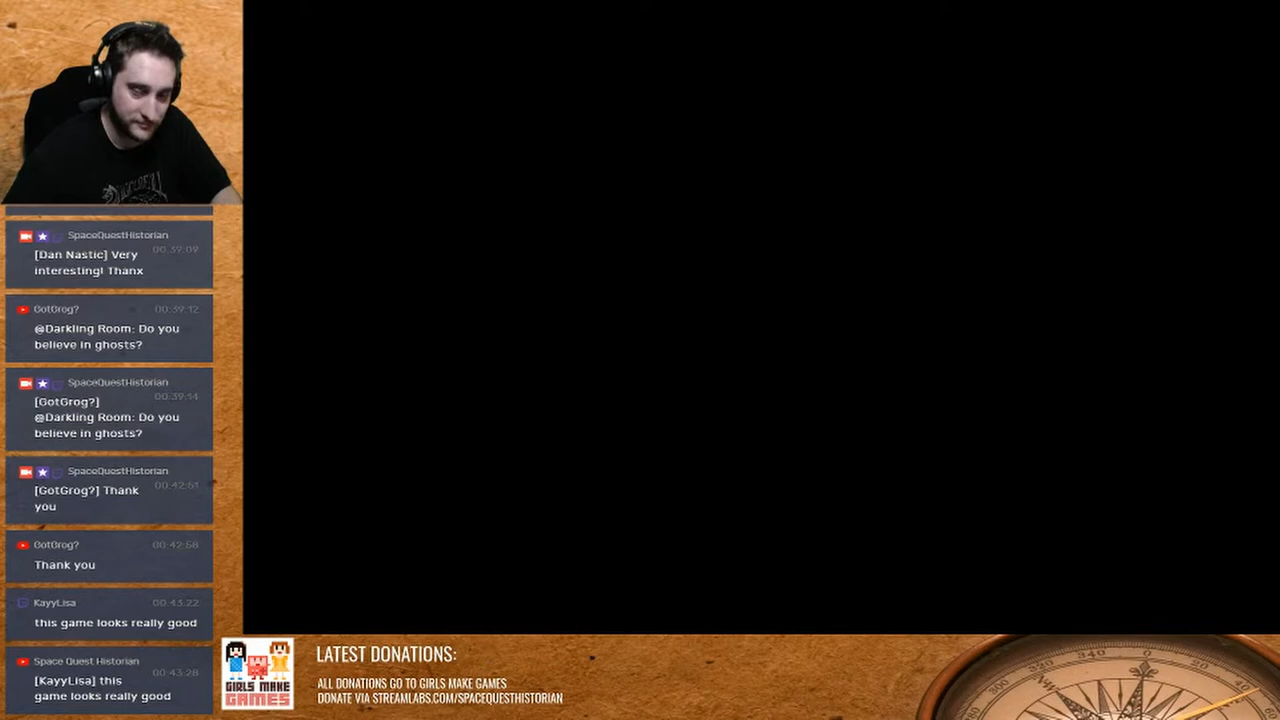 SpaceQuestHistorian
00:39:09
[Dan Nastic] Very
interesting! Thanx
GotGrog?
00:39:12
@Darkling Room: Do you
believe in ghosts?
SpaceQuestHistorian
00:39:14
[GotGrog?]
@Darkling Room: Do you
believe in ghosts?
SpaceQuestHistorian
00:42:51
[GotGrog?] Thank
you
GotGrog?
00:42:58
Thank you
KayyLisa
00:43:22
this game looks really good
Space Quest Historian
00:43:28
[KayyLisa] this
game looks really good
GIRLS MAKE
GAMES
LATEST DONATIONS:
ALL DONATIONS GO TO GIRLS MAKE GAMES
DONATE VIA STREAMLABS.COM/SPACEQUESTHISTORIAN
340 0 20